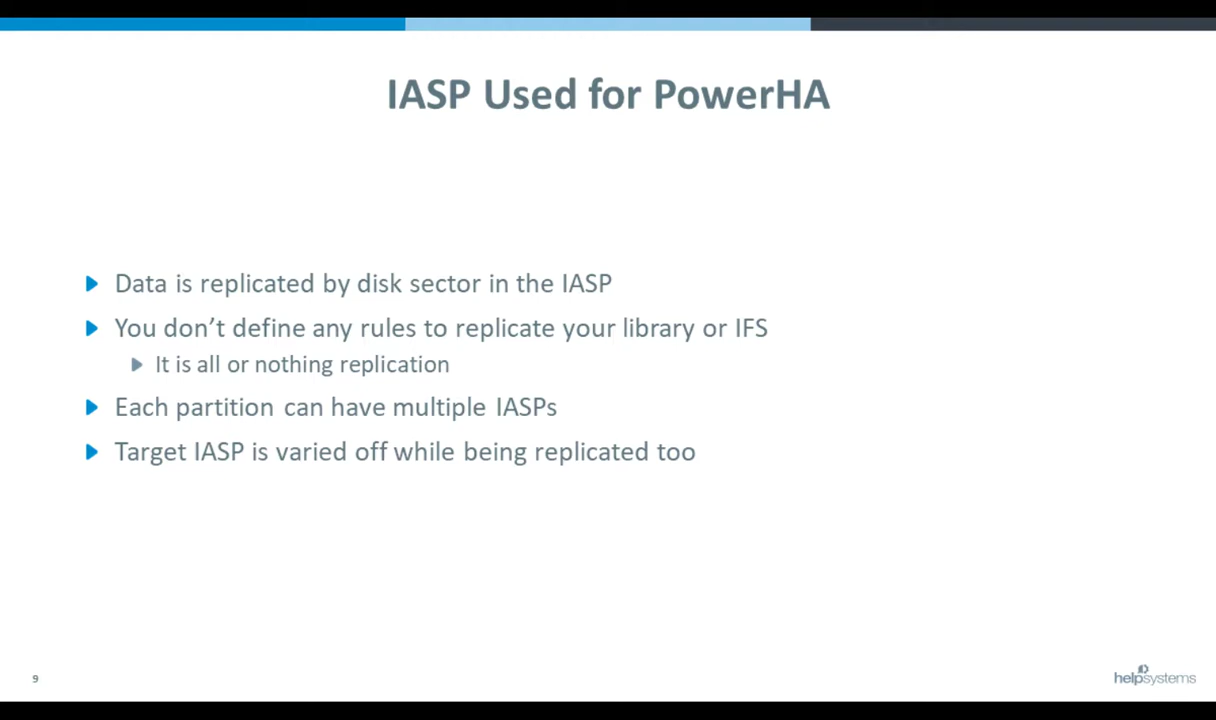 IASP Used for PowerHA
Data is replicated by disk sector in the IASP
You don’t define any rules to replicate your library or IFS
It is all or nothing replication
Each partition can have multiple IASPs
Target IASP is varied off while being replicated too
9
helpsystems